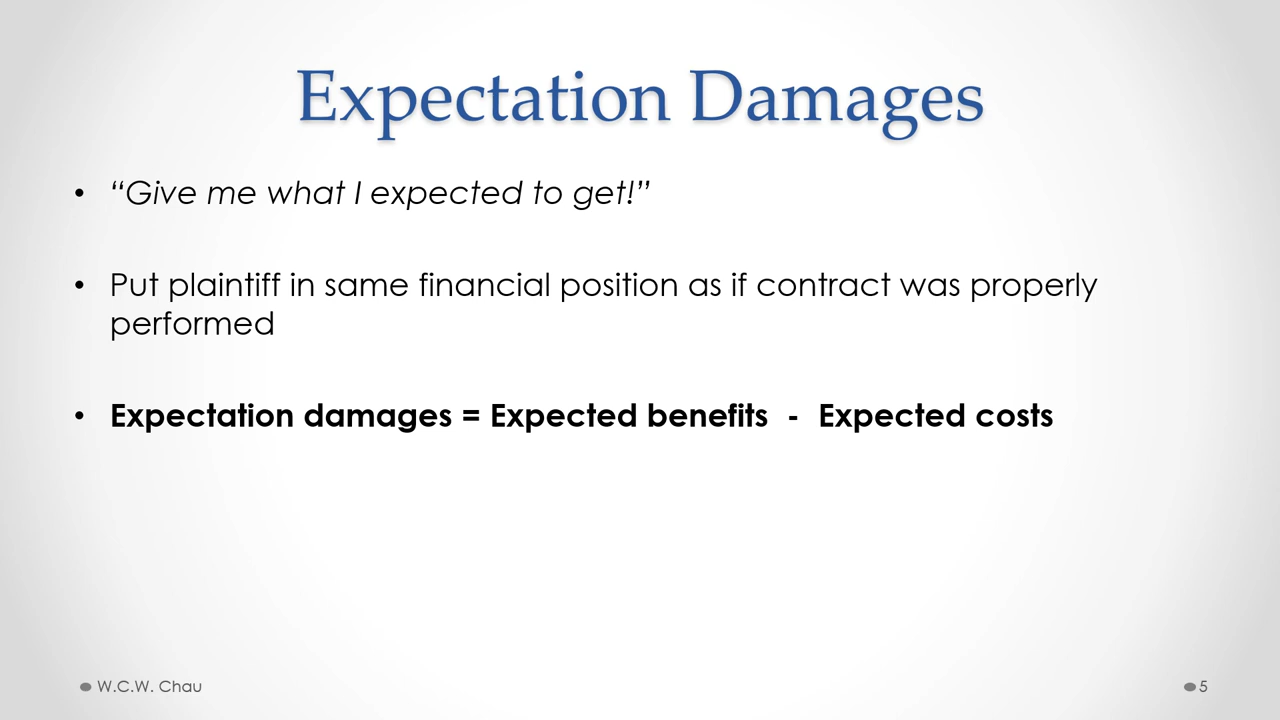 Expectation Damages
• “Give me what I expected to get!”
• Put plaintiff in same financial position as if contract was properly
performed
• Expectation damages = Expected benefits - Expected costs
W.C.W. Chau
5